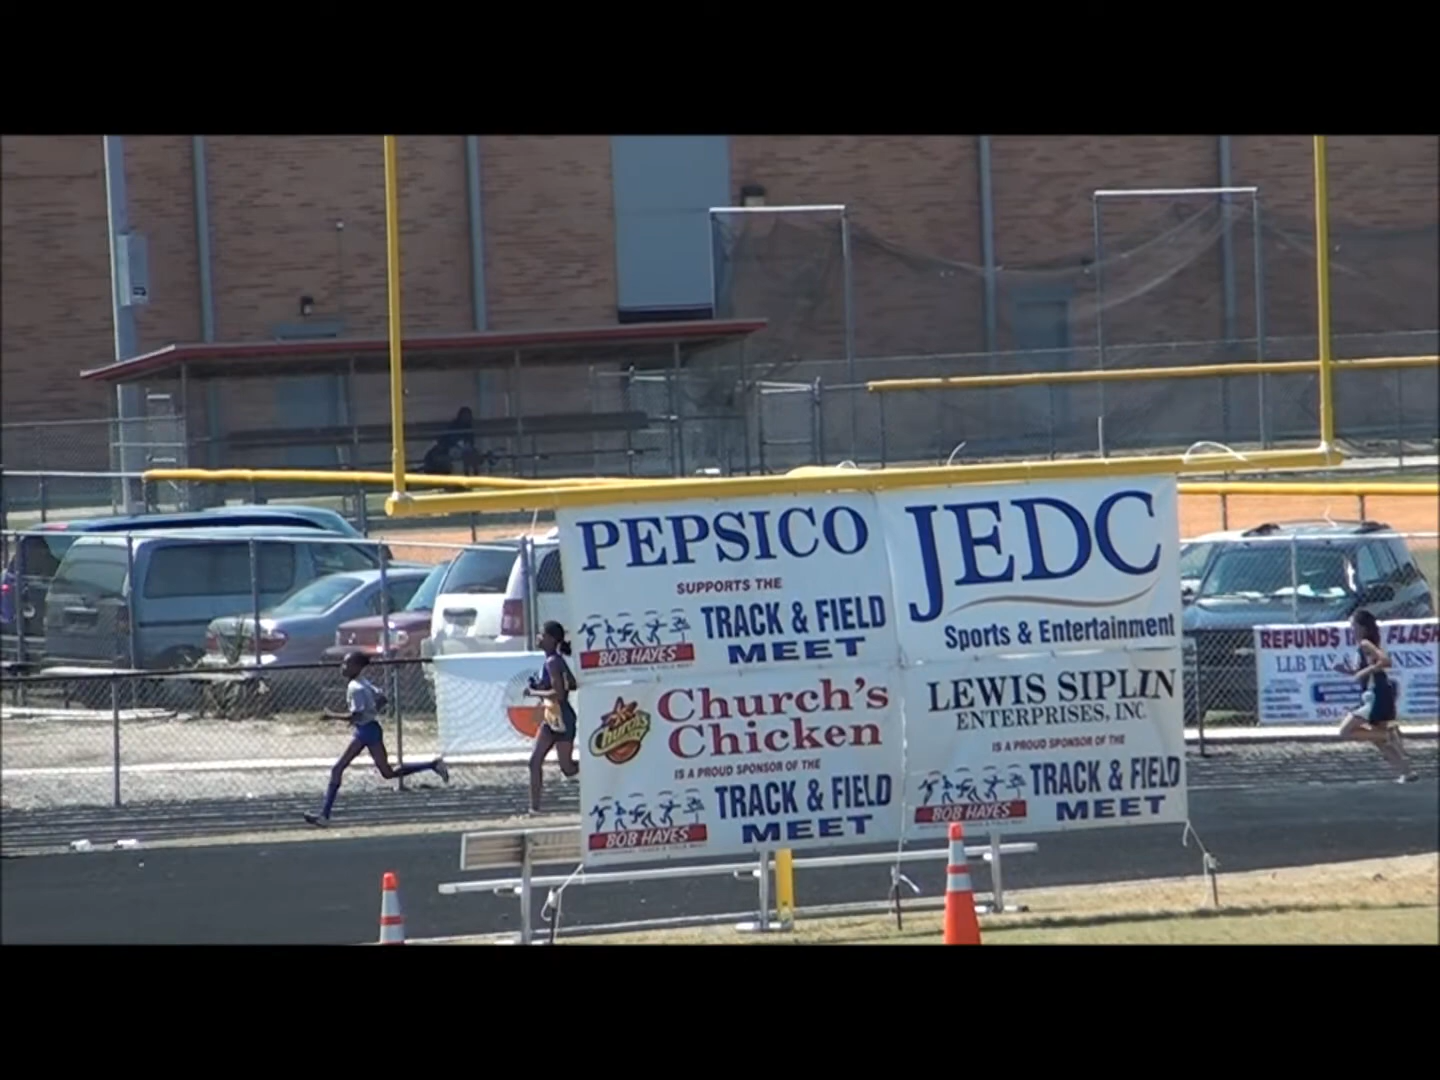 PEPSICO
SUPPORTS THE
TRACK & FIELD
MEET
BOB HAYES
JEDC
Sports & Entertainment
Church's
Chicken
Church's
IS A PROUD SPONSOR OF THE
TRACK & FIELD
MEET
BOB HAYES
LEWIS SIPLIN
ENTERPRISES, INC
IS A PROUD SPONSOR OF THE
TRACK & FIELD
MEET
BOB HAYES
REFUNDS FLASH
LLB TAX &